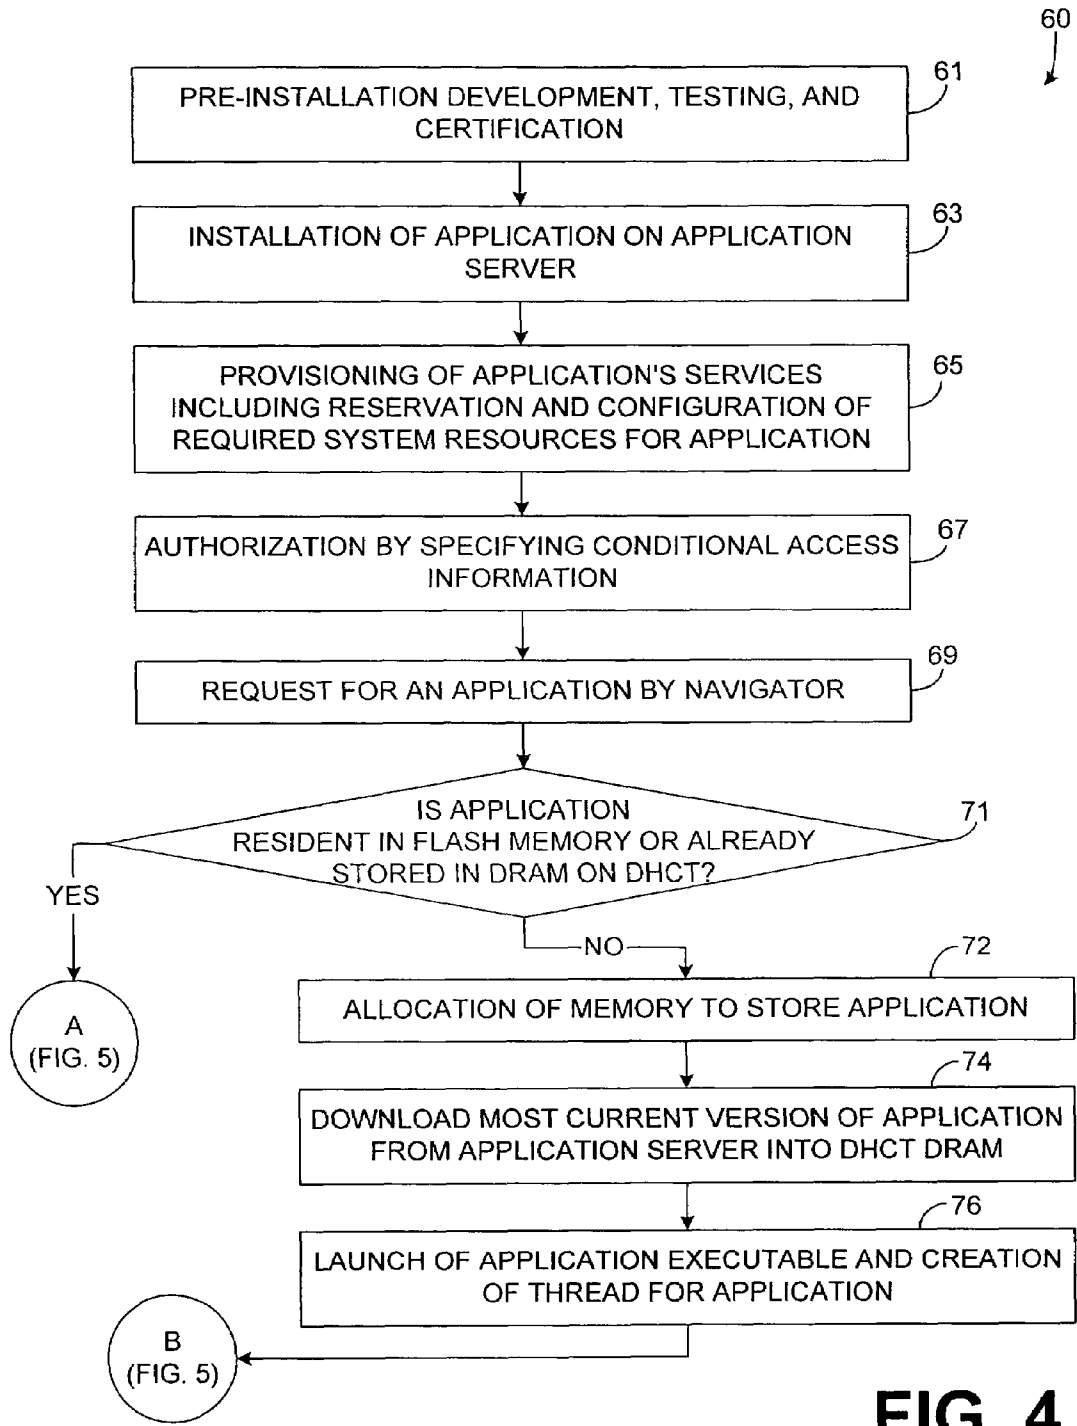 60
61
PRE-INSTALLATION DEVELOPMENT, TESTING, AND
CERTIFICATION
63
INSTALLATION OF APPLICATION ON APPLICATION
SERVER
65
PROVISIONING OF APPLICATION'S SERVICES
INCLUDING RESERVATION AND CONFIGURATION OF
REQUIRED SYSTEM RESOURCES FOR APPLICATION
67
AUTHORIZATION BY SPECIFYING CONDITIONAL ACCESS
INFORMATION
69
REQUEST FOR AN APPLICATION BY NAVIGATOR
71
IS APPLICATION
RESIDENT IN FLASH MEMORY OR ALREADY
STORED IN DRAM ON DHCT?
YES
NO
72
ALLOCATION OF MEMORY TO STORE APPLICATION
A
(FIG. 5)
74
DOWNLOAD MOST CURRENT VERSION OF APPLICATION
FROM APPLICATION SERVER INTO DHCT DRAM
76
LAUNCH OF APPLICATION EXECUTABLE AND CREATION
OF THREAD FOR APPLICATION
B
(FIG. 5)
FIG. 4